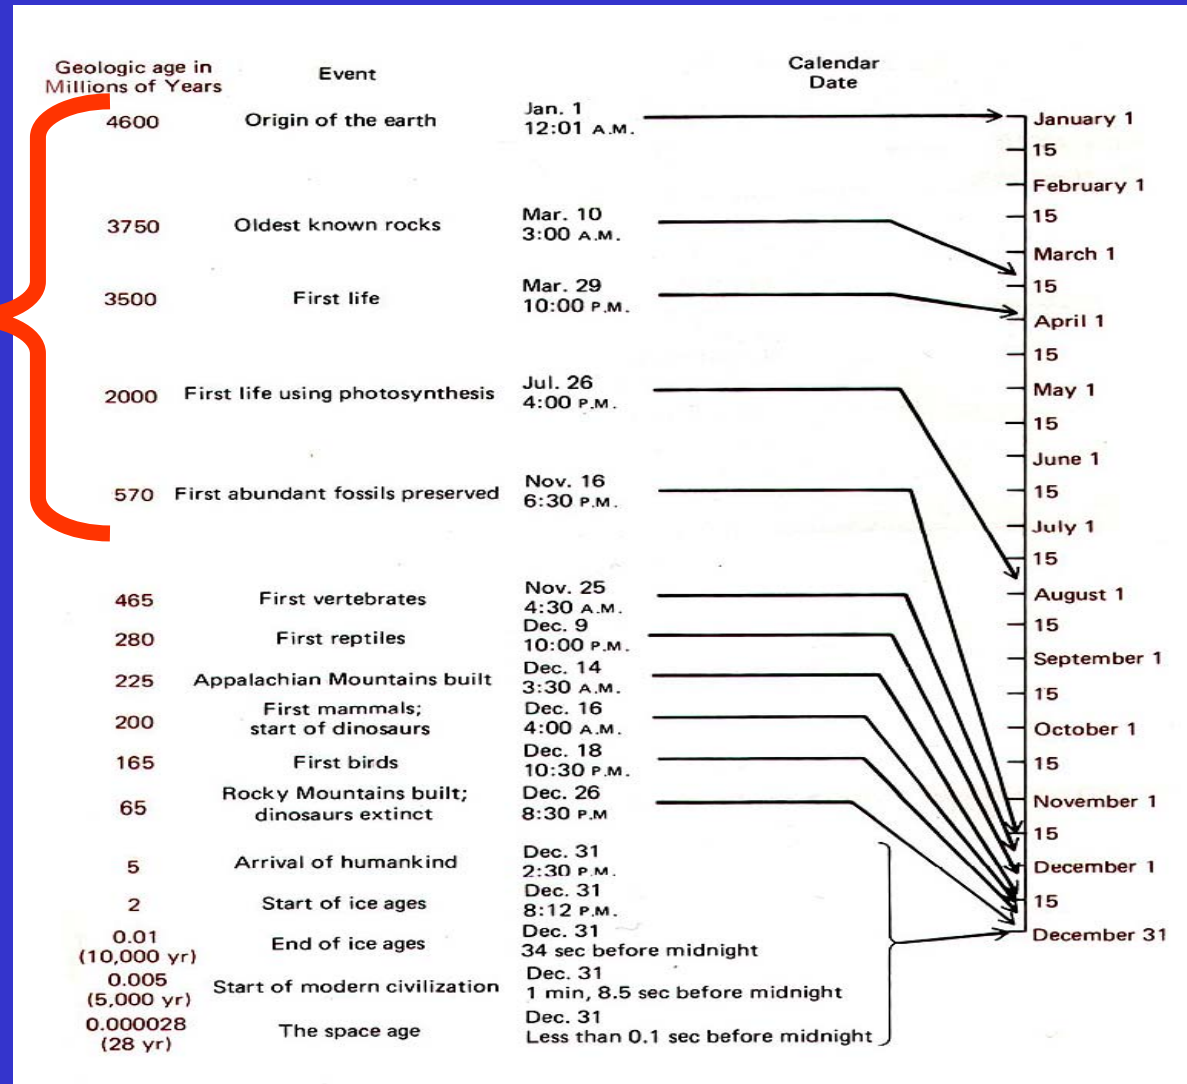 Geologic age in
Millions of Years
Event
Calendar
Date
4600
Origin of the earth
Jan. 1
12:01 A.M.
3750
Oldest known rocks
Mar. 10
3:00 A.M.
3500
First life
Mar. 29
10:00 P.M.
2000
First life using photosynthesis
Jul. 26
4:00 P.M.
570
First abundant fossils preserved
Nov. 16
6:30 P.M.
465
First vertebrates
Nov. 25
4:30 A.M.
280
First reptiles
Dec. 9
10:00 P.M.
225
Appalachian Mountains built
Dec. 14
3:30 A.M.
200
First mammals;
start of dinosaurs
Dec. 16
4:00 A.M.
165
First birds
Dec. 18
10:30 P.M.
65
Rocky Mountains built;
dinosaurs extinct
Dec. 26
8:30 P.M
5
Arrival of humankind
Dec. 31
2:30 P.M.
2
Start of ice ages
Dec. 31
8:12 P.M.
0.01
(10,000 yr)
End of ice ages
Dec. 31
34 sec before midnight
0.005
(5,000 yr)
Start of modern civilization
Dec. 31
1 min, 8.5 sec before midnight
0.000028
(28 yr)
The space age
Dec. 31
Less than 0.1 sec before midnight
January 1
15
February 1
15
March 1
15
April 1
15
May 1
15
June 1
15
July 1
15
August 1
15
September 1
15
October 1
15
November 1
15
December 1
15
December 31